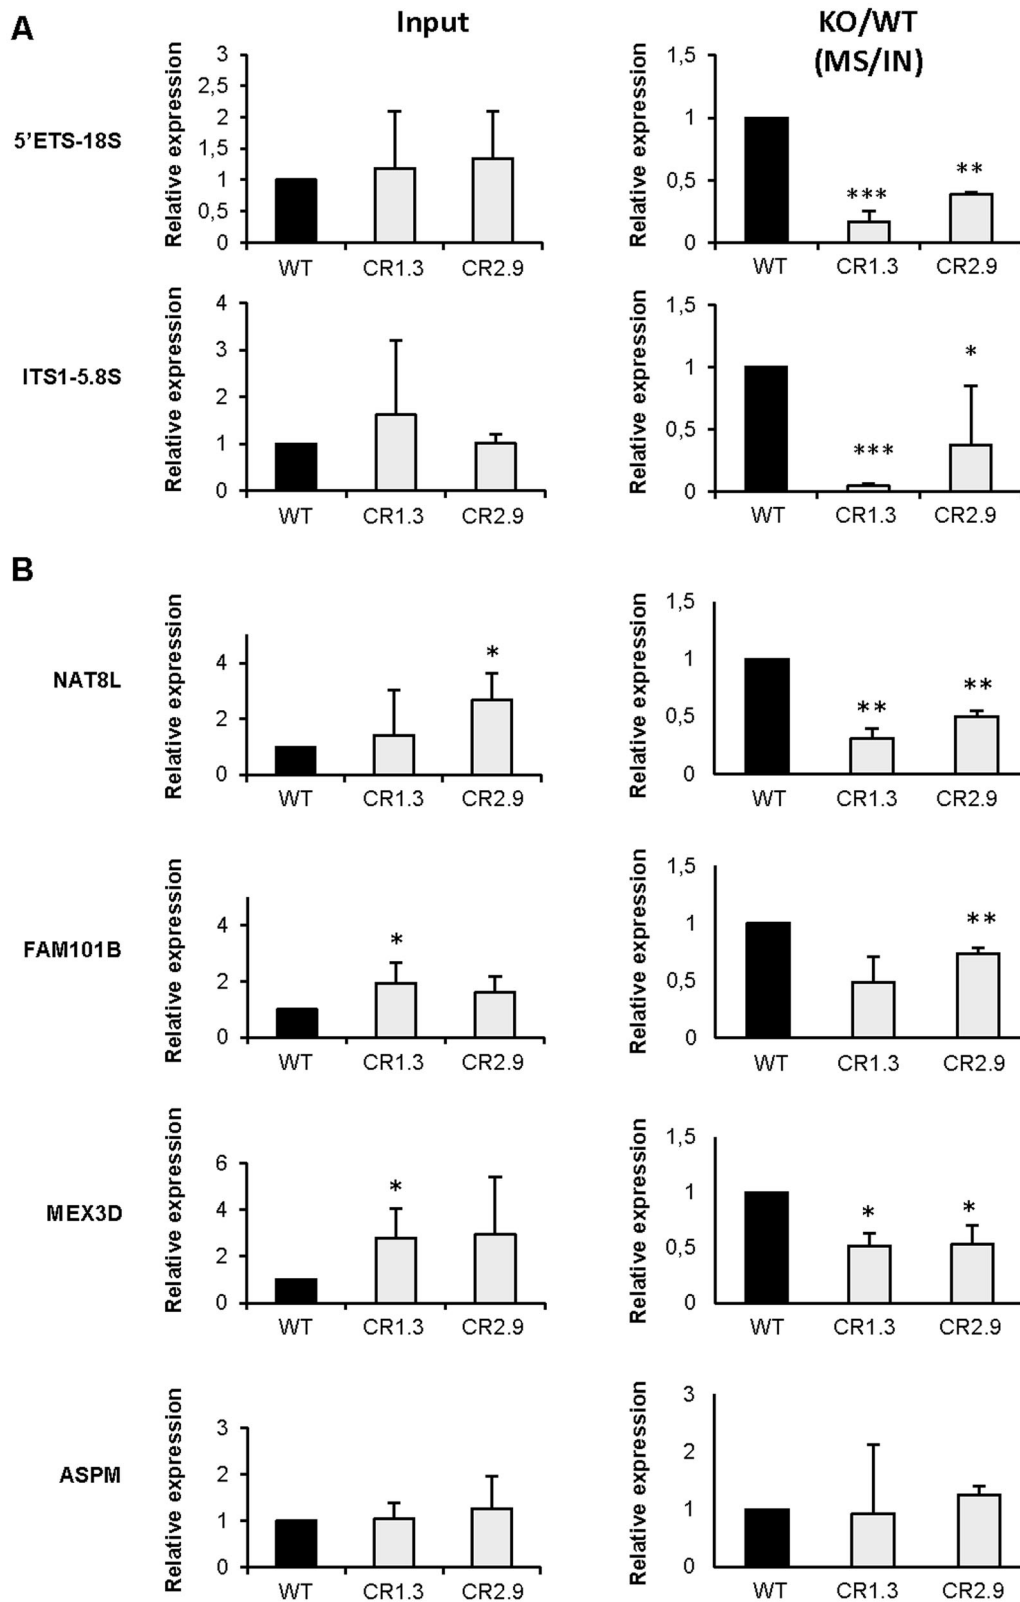 A
Input
KO/WT
(MS/IN)
5'ETS-18S
Relative expression
3
2,5
2
1,5
1
0,5
0
WT CR1.3 CR2.9
Relative expression
1,5
1
0,5
0
*** **
WT CR1.3 CR2.9
ITS1-5.8S
Relative expression
4
3
2
1
0
WT CR1.3 CR2.9
Relative expression
1,5
1
0,5
0
*** *
WT CR1.3 CR2.9
B
NAT8L
Relative expression
4
2
0
*
WT CR1.3 CR2.9
Relative expression
1,5
1
0,5
0
** **
WT CR1.3 CR2.9
FAM101B
Relative expression
4
2
0
*
WT CR1.3 CR2.9
Relative expression
1,5
1
0,5
0
**
WT CR1.3 CR2.9
MEX3D
Relative expression
6
4
2
0
*
WT CR1.3 CR2.9
Relative expression
1,5
1
0,5
0
* *
WT CR1.3 CR2.9
ASPM
Relative expression
3
2
1
0
WT CR1.3 CR2.9
Relative expression
3
2
1
0
WT CR1.3 CR2.9